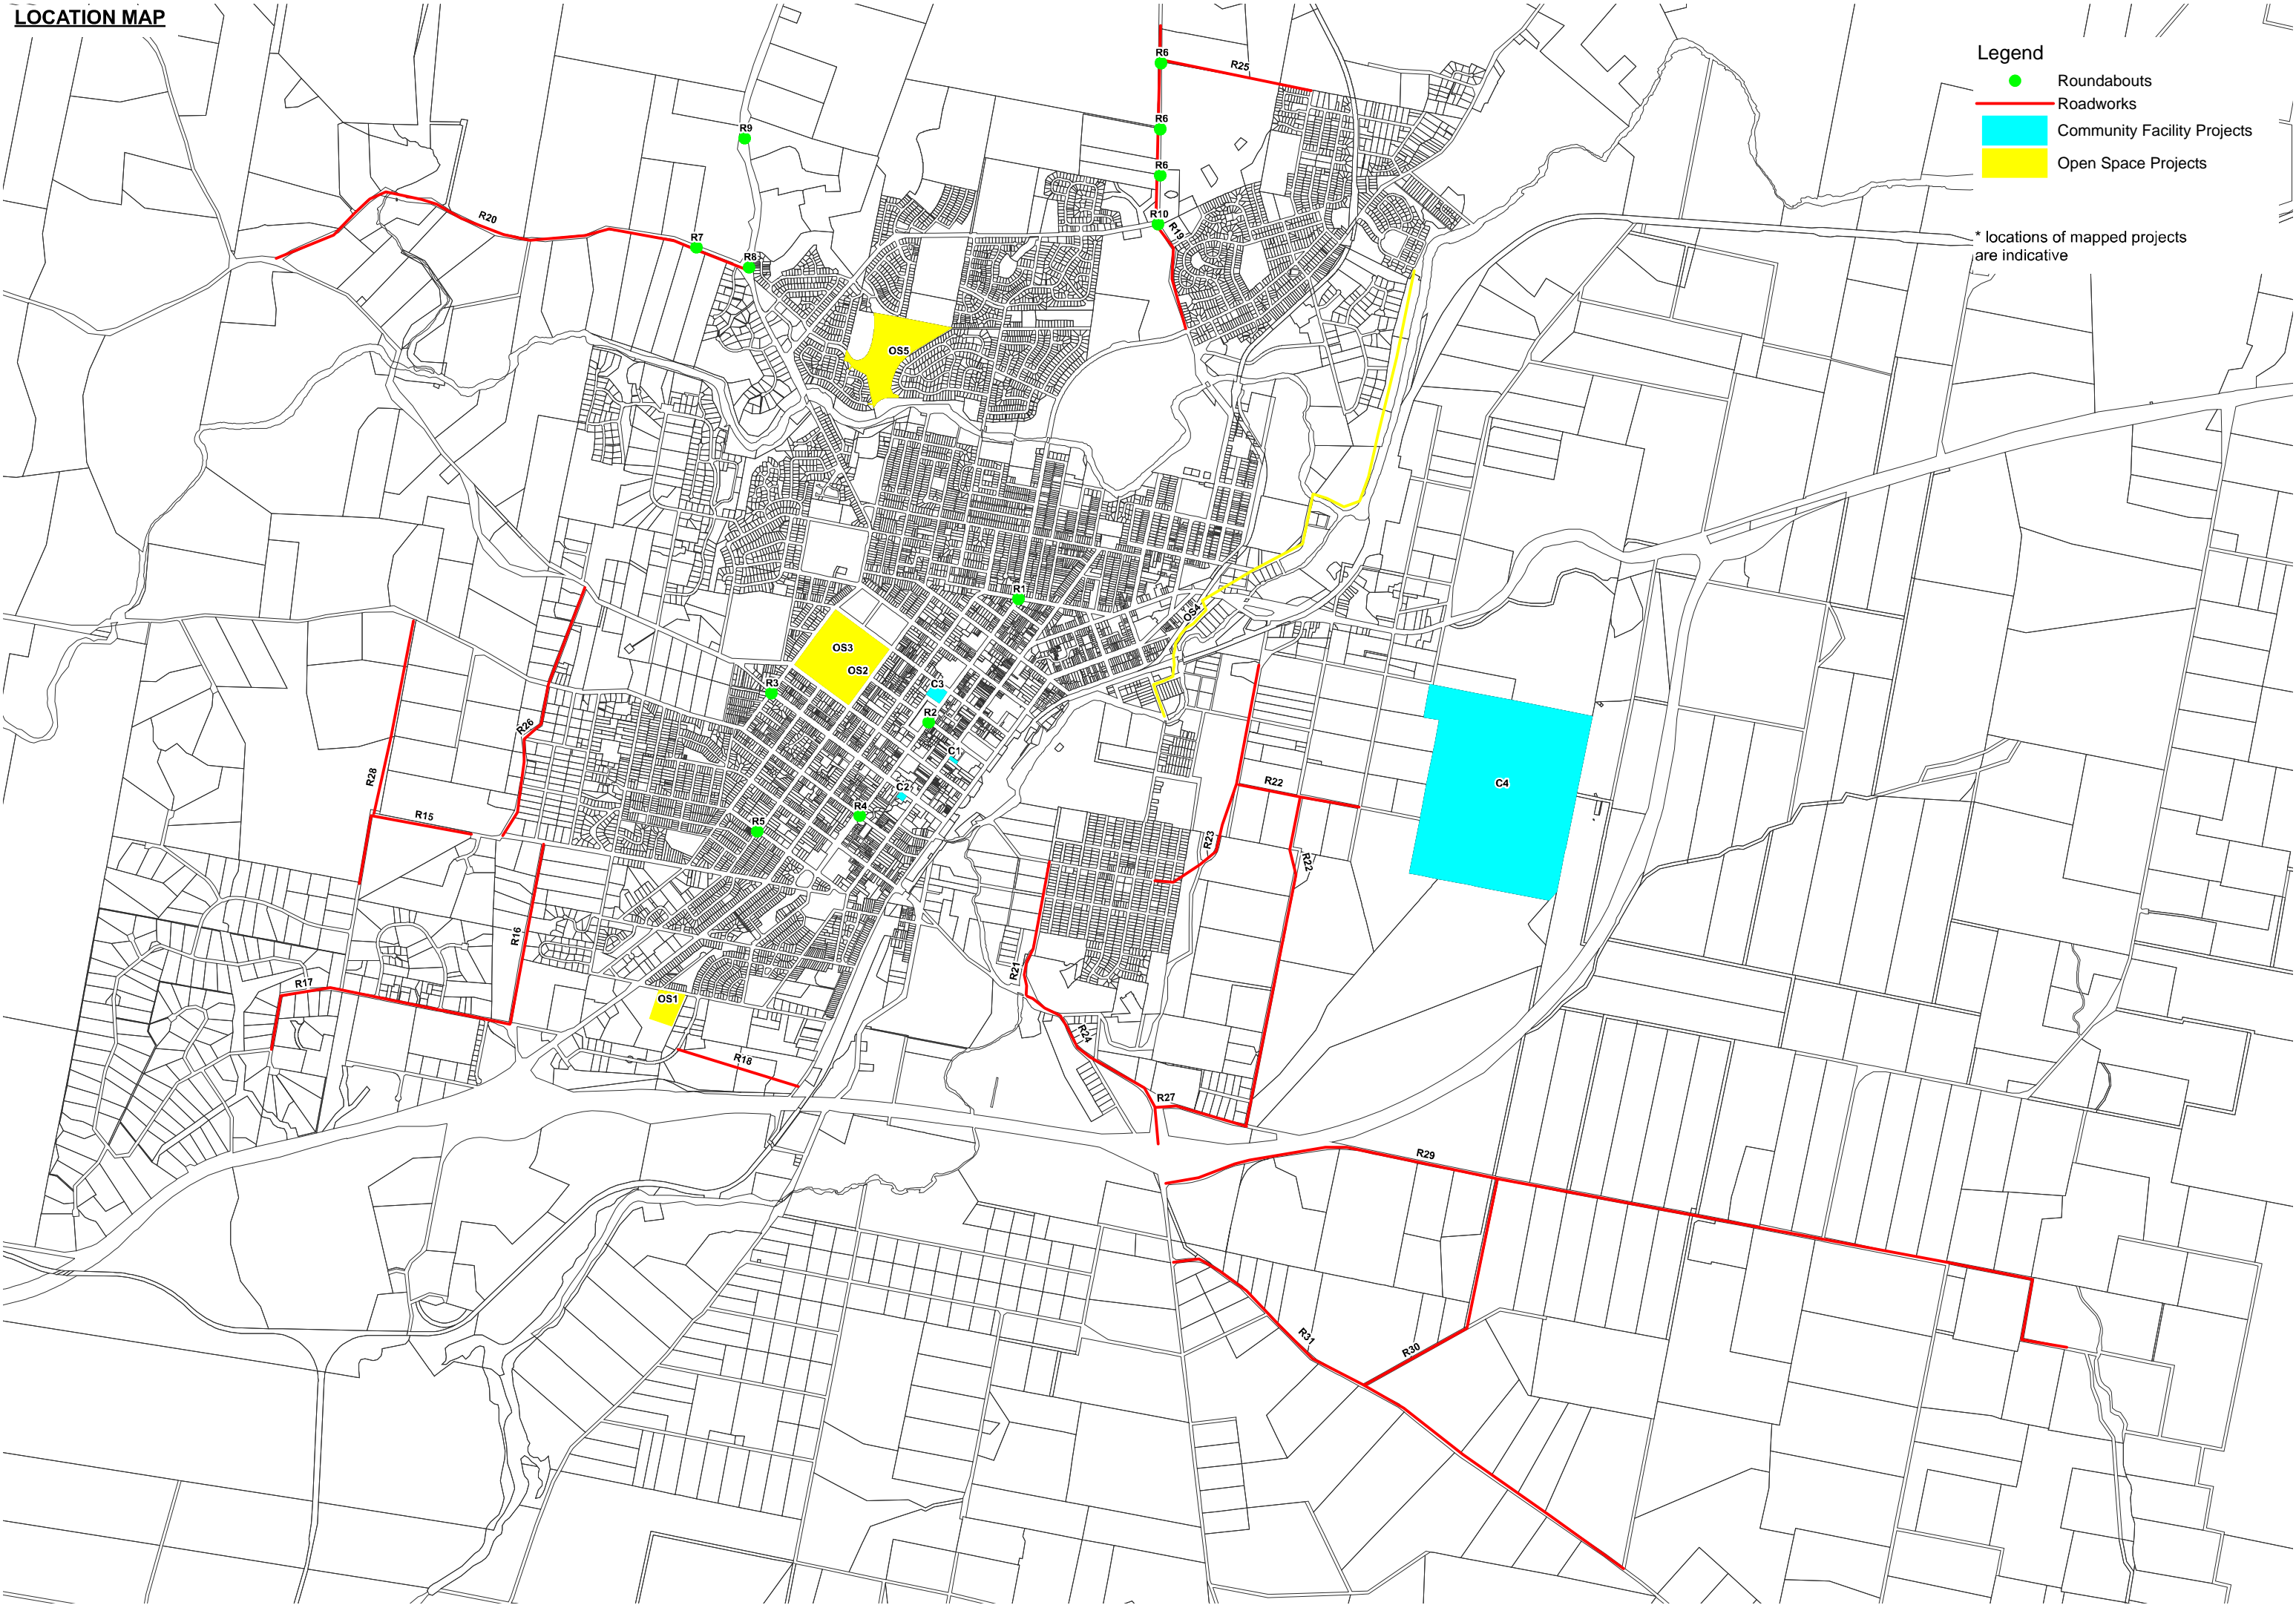 LOCATION MAP
Legend
Roundabouts
Roadworks
Community Facility Projects
Open Space Projects
* locations of mapped projects
are indicative
R6
R25
R9
R6
R6
R20
R10
R19
R7
R8
OS5
R1
OS4
OS3
OS2
R3
C3
R2
R26
C1
R28
R22
C4
C2
R15
R4
R5
R23
R22
R16
R21
R17
OS1
R24
R18
R27
R29
R31
R30